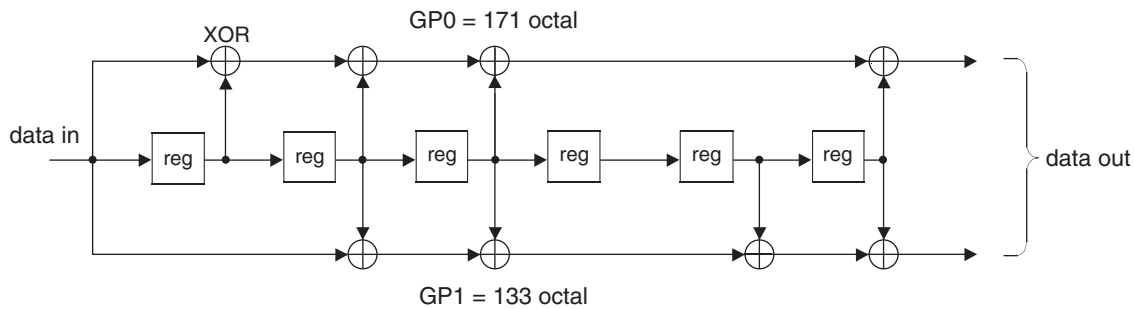 GP0 = 171 octal
XOR
data in
reg reg reg reg reg reg
data out
GP1 = 133 octal